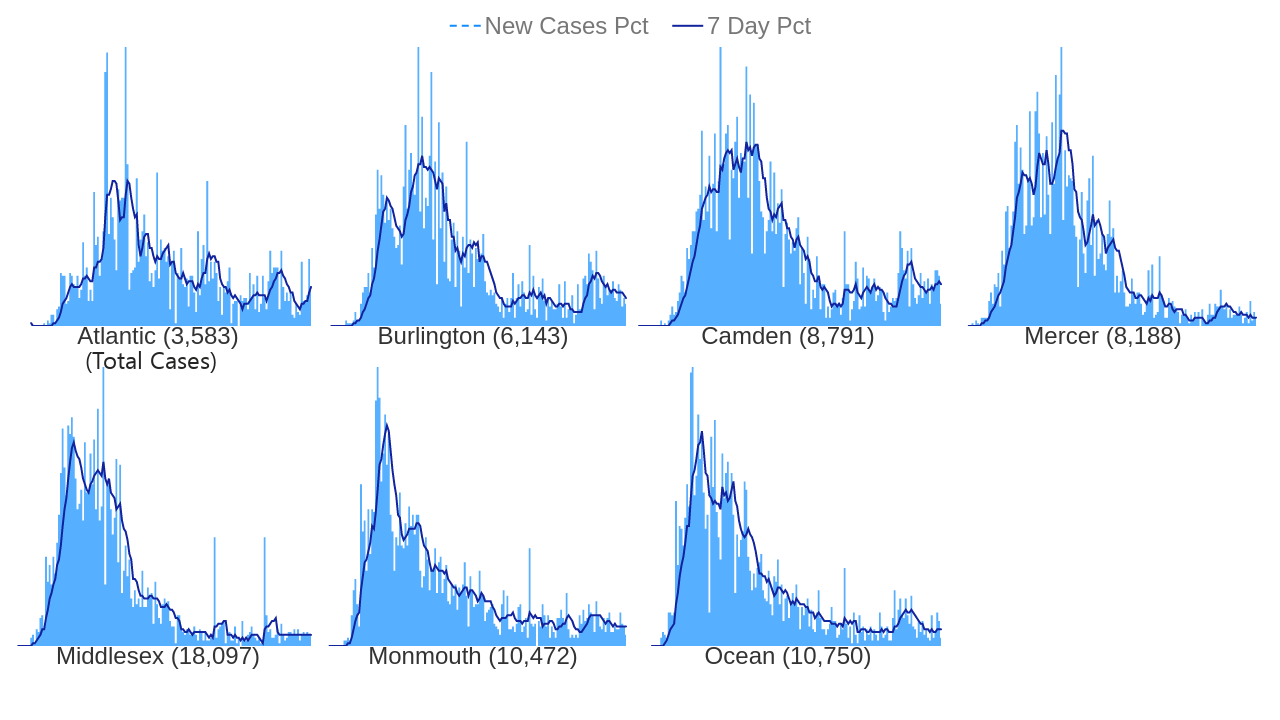 New Cases Pct 7 Day Pct
Atlantic (3,583) Burlington (6,143) Camden (8,791) Mercer (8,188)
(Total Cases)
Middlesex (18,097) Monmouth (10,472) Ocean (10,750)